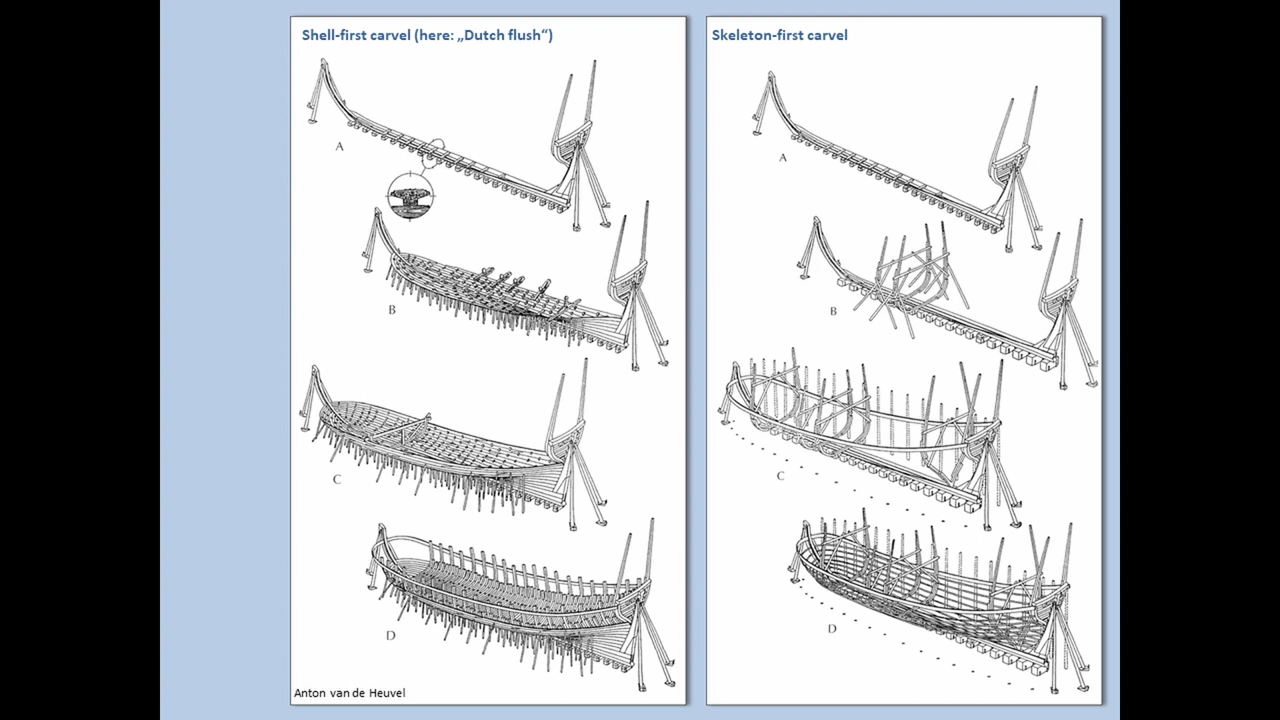 Shell-first carvel (here: „Dutch flush“)
A
B
C
D
Anton van de Heuvel
Skeleton-first carvel
A
B
C
D